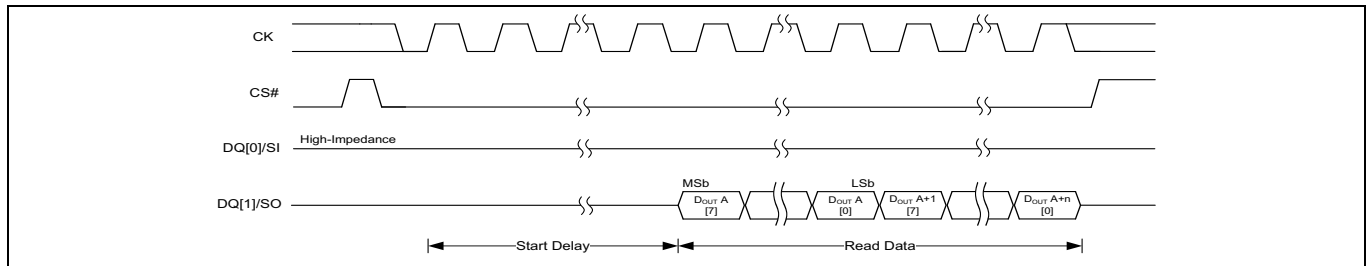 CK
CS#
DQ[0]/SI High-Impedance
DQ[1]/SO
MSb LSb
DOUT A DOUT A DOUT A+1 DOUT A+n
[7] [0] [7] [0]
Start Delay Read Data